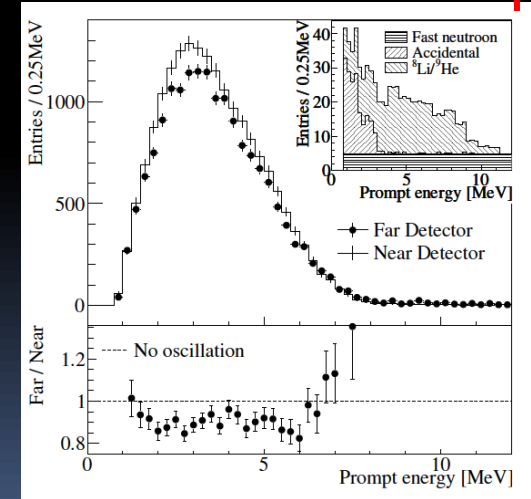 Entries / 0.25MeV
1000
500
0
Entries / 0.25MeV
40
30
20
10
0
Fast neutroon
Accidental
⁸Li/⁹He
0 5 10
Prompt energy [MeV]
Far Detector
Near Detector
Far / Near
1.2
1
0.8
No oscillation
0 5 10
Prompt energy [MeV]